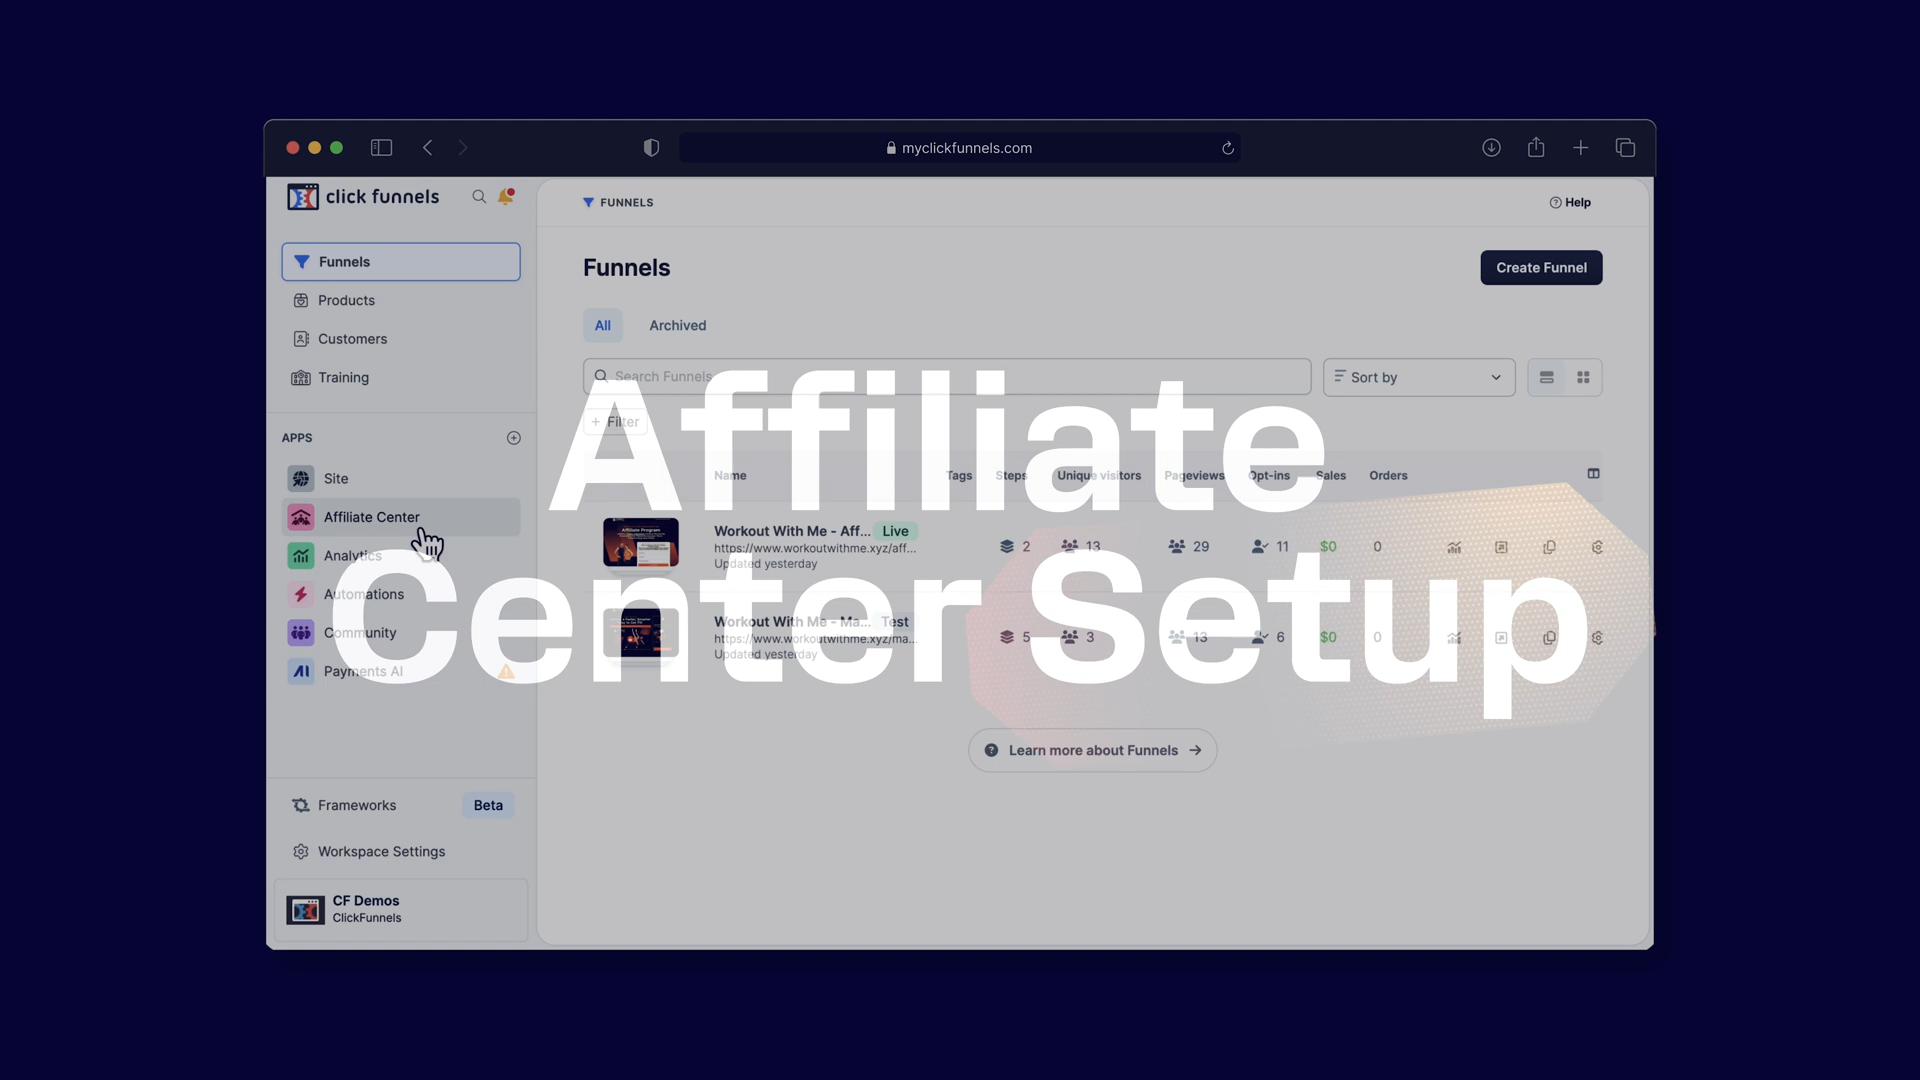 myclickfunnels.com
click funnels
FUNNELS
Help
Funnels
Funnels
Create Funnel
Products
All
Archived
Customers
Training
Search Funnels
Sort by
Affiliate
Center Setup
+ Filter
APPS
Name
Tags
Steps
Unique visitors
Pageviews
Opt-ins
Sales
Orders
Site
Affiliate Center
Analytics
Automations
Community
Payments AI
Workout With Me - Aff...
Live
https://www.workoutwithme.xyz/aff...
Updated yesterday
2
13
29
11
$0
0
Workout With Me - Ma...
Test
https://www.workoutwithme.xyz/ma...
Updated yesterday
5
3
13
6
$0
0
Learn more about Funnels
Frameworks
Beta
Workspace Settings
CF Demos
ClickFunnels